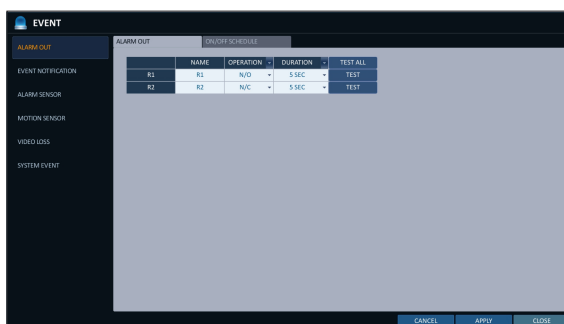 EVENT
ALARM OUT
EVENT NOTIFICATION
ALARM SENSOR
MOTION SENSOR
VIDEO LOSS
SYSTEM EVENT
ALARM OUT ON/OFF SCHEDULE
NAME OPERATION DURATION TEST ALL
R1 R1 N/O 5 SEC TEST
R2 R2 N/C 5 SEC TEST
CANCEL APPLY CLOSE